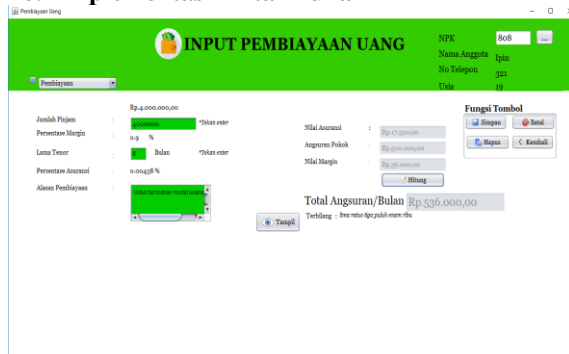 Pembiayaan Uang
INPUT PEMBIAYAAN UANG
NPK 808 ...
Nama Anggota Ipin
No Telepon 321
Usia 19
Pembiayaan
Rp.4.000.000,00
Jumlah Pinjam : 4000000 *Tekan enter
Persentase Margin : 0.9 %
Lama Tenor : 8 Bulan *Tekan enter
Persentase Asuransi : 0.00438 %
Alasan Pembiayaan : Untuk tambahan modal usaha
Tampil
Nilai Asuransi : Rp.17.520,00
Angsuran Pokok : Rp.500.000,00
Nilai Margin : Rp.36.000,00
Hitung
Total Angsuran/Bulan Rp.536.000,00
Terbilang : lima ratus tiga puluh enam ribu
Fungsi Tombol
Simpan Batal
Hapus < Kembali